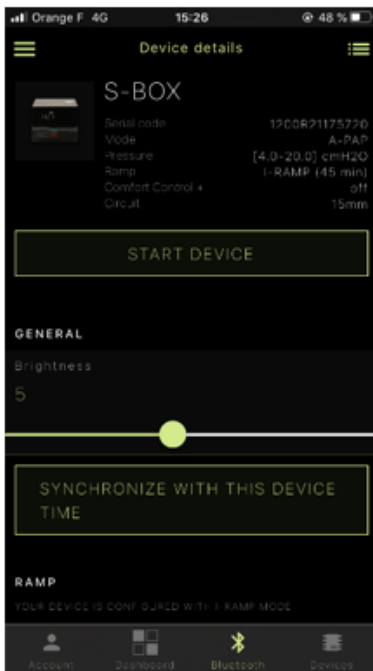 Orange F 4G 15:26 48 %
Device details
S-BOX
Serial code 1200R21175720
Mode A-PAP
Pressure [4.0-20.0] cmH2O
Ramp I-RAMP (45 min)
Comfort Control + off
Circuit 15mm
START DEVICE
GENERAL
Brightness
5
SYNCHRONIZE WITH THIS DEVICE
TIME
RAMP
YOUR DEVICE IS CONFIGURED WITH I-RAMP MODE
Account Dashboard Bluetooth Devices